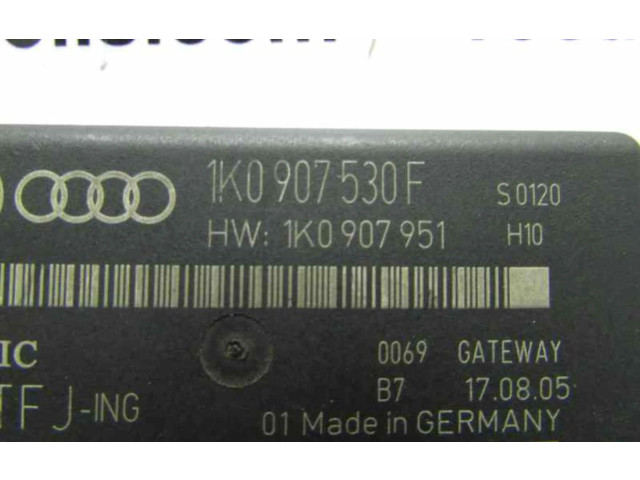 1K0 907 530 F
S 0120
HW: 1K0 907 951
H10
IC
0069 GATEWAY
TFJ-ING
B7 17.08.05
01 Made in GERMANY